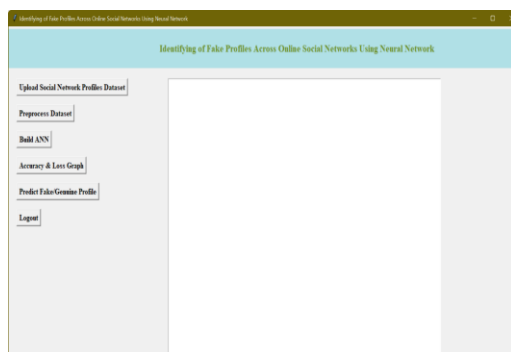 Identifying of Fake Profiles Across Online Social Networks Using Neural Network
Identifying of Fake Profiles Across Online Social Networks Using Neural Network
Upload Social Network Profiles Dataset
Preprocess Dataset
Build ANN
Accuracy & Loss Graph
Predict Fake/Genuine Profile
Logout